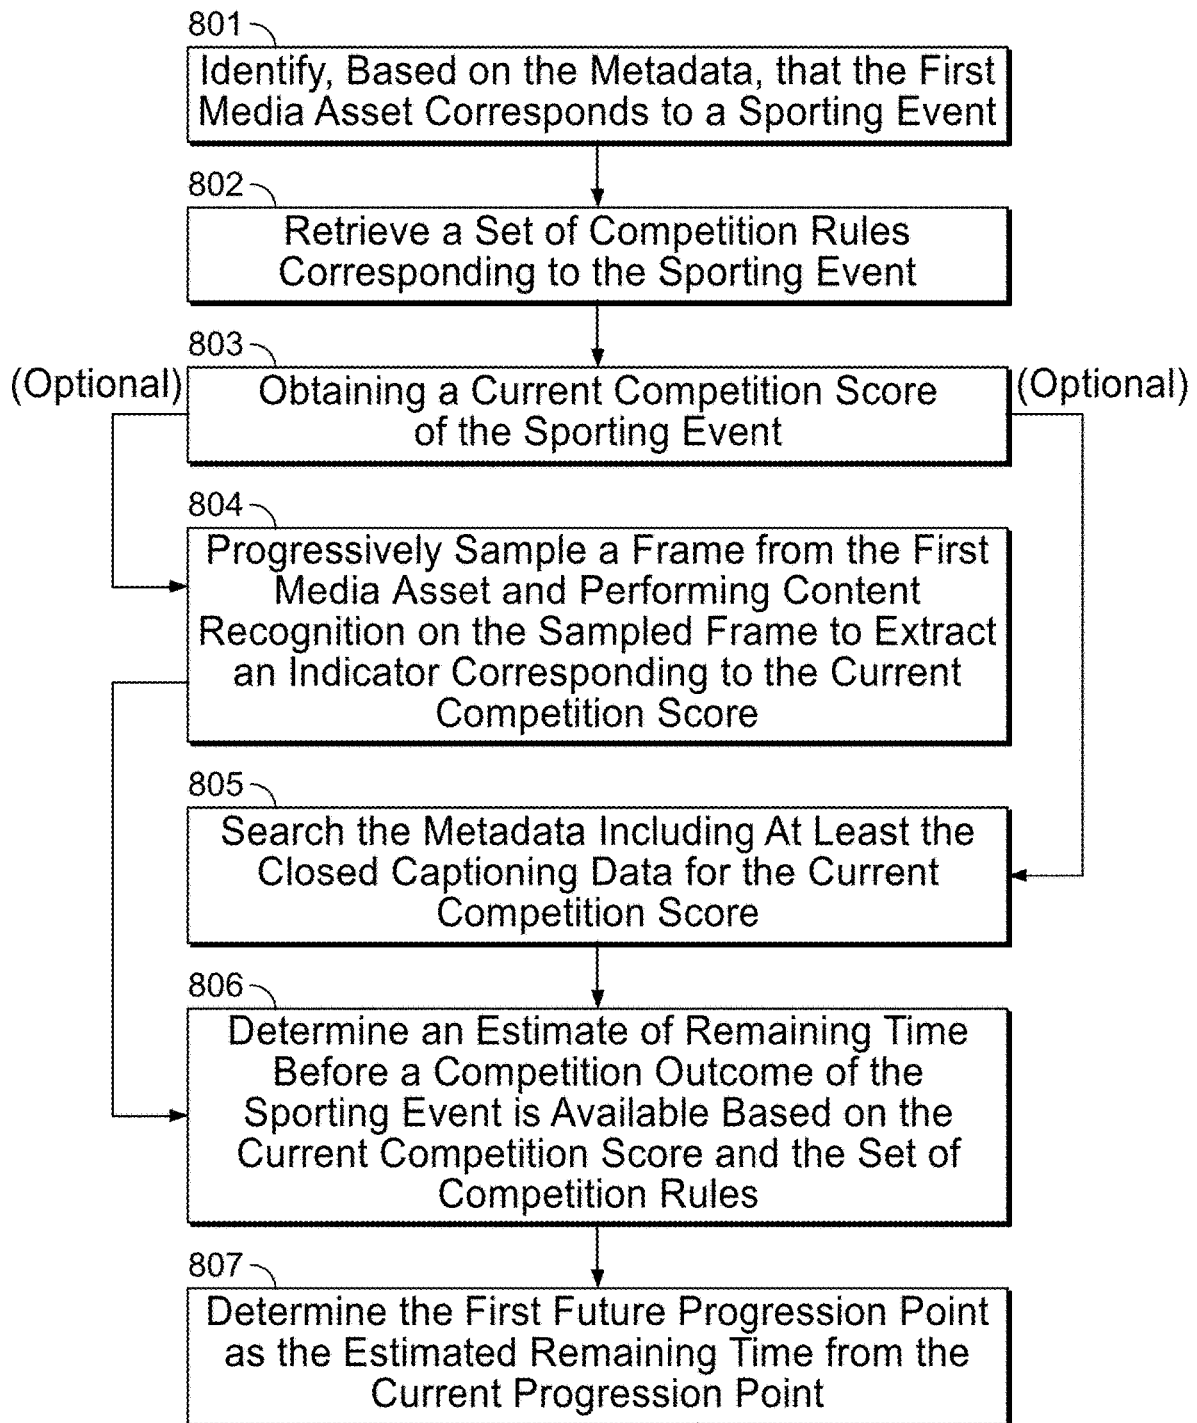 801
Identify, Based on the Metadata, that the First
Media Asset Corresponds to a Sporting Event
802
Retrieve a Set of Competition Rules
Corresponding to the Sporting Event
803
(Optional)
Obtaining a Current Competition Score
of the Sporting Event
(Optional)
804
Progressively Sample a Frame from the First
Media Asset and Performing Content
Recognition on the Sampled Frame to Extract
an Indicator Corresponding to the Current
Competition Score
805
Search the Metadata Including At Least the
Closed Captioning Data for the Current
Competition Score
806
Determine an Estimate of Remaining Time
Before a Competition Outcome of the
Sporting Event is Available Based on the
Current Competition Score and the Set of
Competition Rules
807
Determine the First Future Progression Point
as the Estimated Remaining Time from the
Current Progression Point